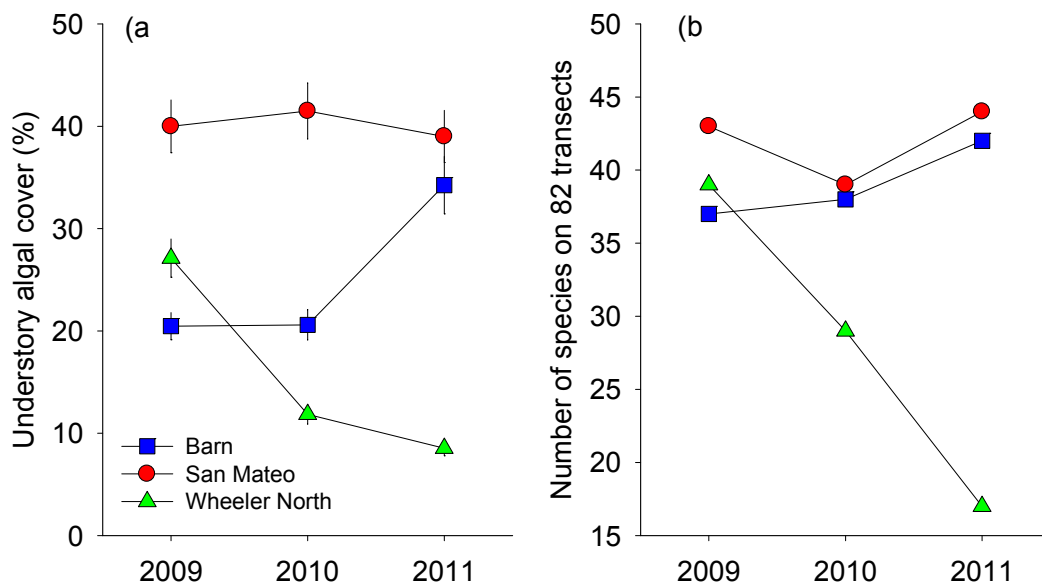 (a
Understory algal cover (%)
50
40
30
20
10
0
Barn
San Mateo
Wheeler North
2009 2010 2011
(b
Number of species on 82 transects
50
45
40
35
30
25
20
15
2009 2010 2011